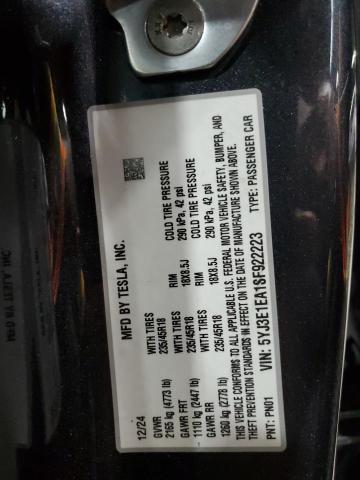 MFD BY TESLA, INC.
12/24
GVWR WITH TIRES RIM COLD TIRE PRESSURE
2165 kg (4773 lb) 235/45R18 18X8.5J 290 kPa, 42 psi
GAWR FRT WITH TIRES RIM COLD TIRE PRESSURE
1110 kg (2447 lb) 235/45R18 18X8.5J 290 kPa, 42 psi
GAWR RR
1260 kg (2778 lb) 235/45R18
THIS VEHICLE CONFORMS TO ALL APPLICABLE U.S. FEDERAL MOTOR VEHICLE SAFETY, BUMPER, AND
THEFT PREVENTION STANDARDS IN EFFECT ON THE DATE OF MANUFACTURE SHOWN ABOVE.
VIN: 5YJ3E1EA1SF922223
PNT: PN01 TYPE: PASSENGER CAR